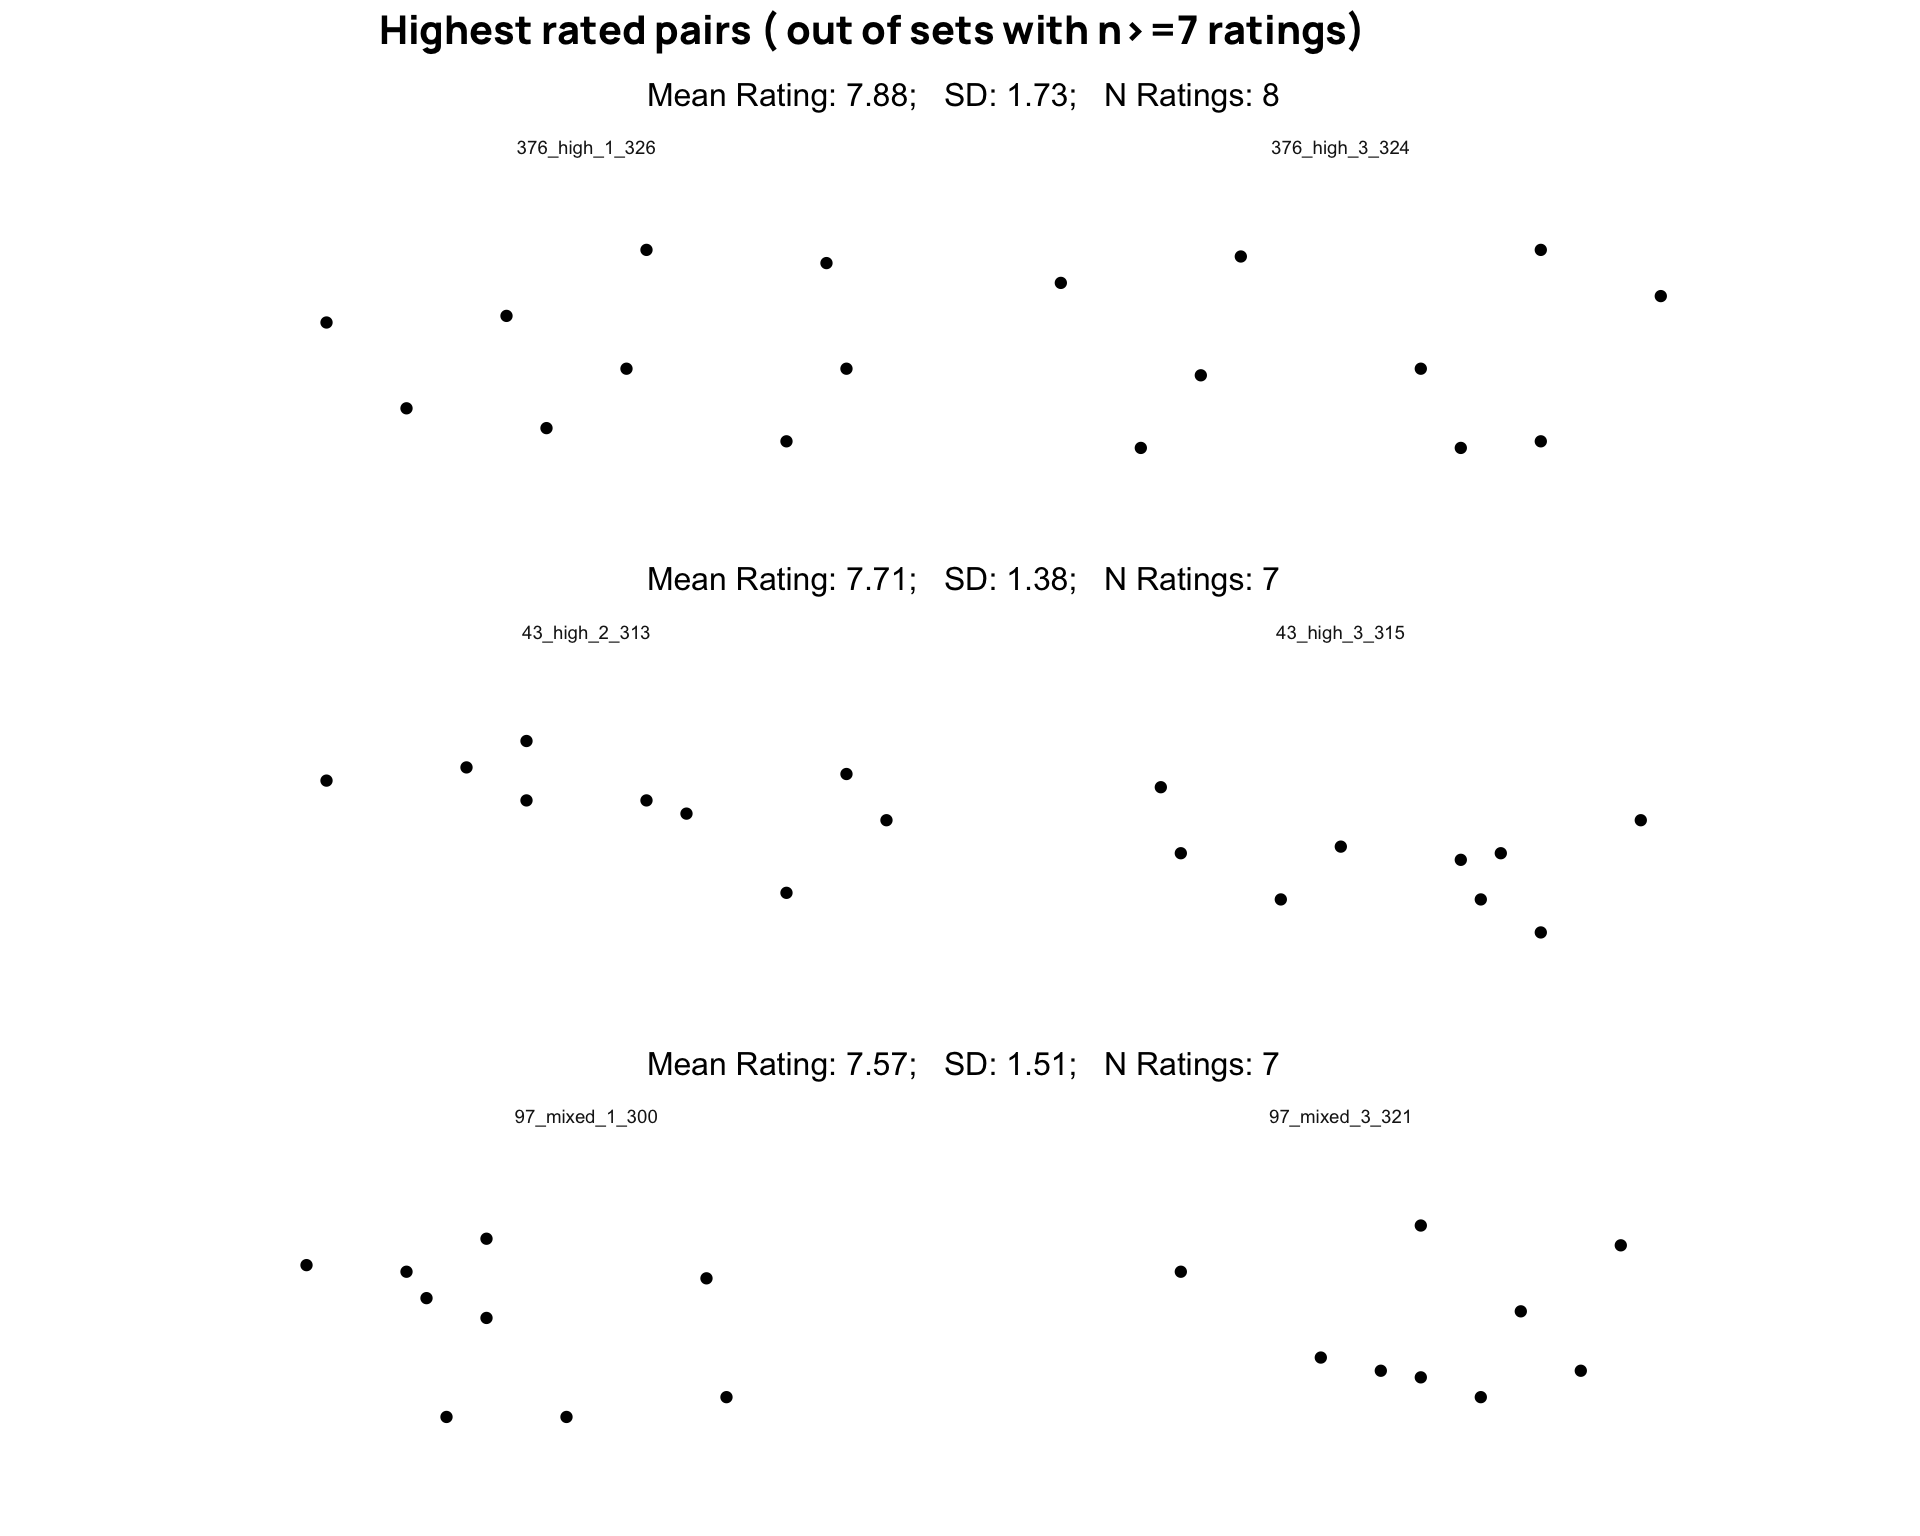 Highest rated pairs ( out of sets with n>=7 ratings)
Mean Rating: 7.88;   SD: 1.73;   N Ratings: 8
376_high_1_326
376_high_3_324
Mean Rating: 7.71;   SD: 1.38;   N Ratings: 7
43_high_2_313
43_high_3_315
Mean Rating: 7.57;   SD: 1.51;   N Ratings: 7
97_mixed_1_300
97_mixed_3_321